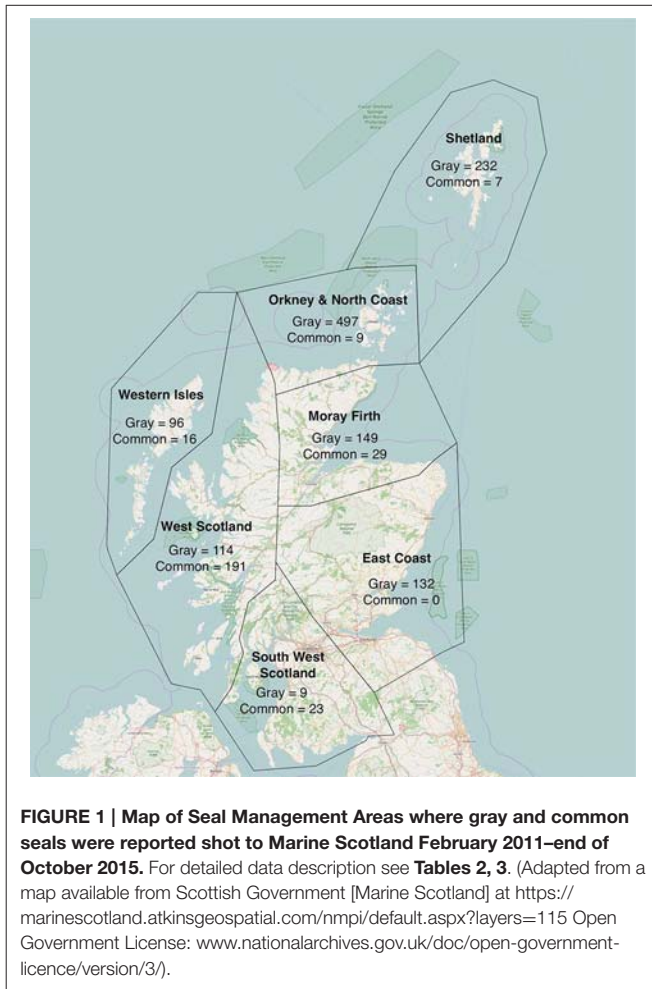 Shetland
Gray = 232
Common = 7
Orkney & North Coast
Gray = 497
Common = 9
Western Isles
Gray = 96
Common = 16
Moray Firth
Gray = 149
Common = 29
West Scotland
Gray = 114
Common = 191
East Coast
Gray = 132
Common = 0
South West
Scotland
Gray = 9
Common = 23
FIGURE 1 | Map of Seal Management Areas where gray and common
seals were reported shot to Marine Scotland February 2011–end of
October 2015. For detailed data description see Tables 2, 3. (Adapted from a
map available from Scottish Government [Marine Scotland] at https://
marinescotland.atkinsgeospatial.com/nmpi/default.aspx?layers=115 Open
Government License: www.nationalarchives.gov.uk/doc/open-government-
licence/version/3/).